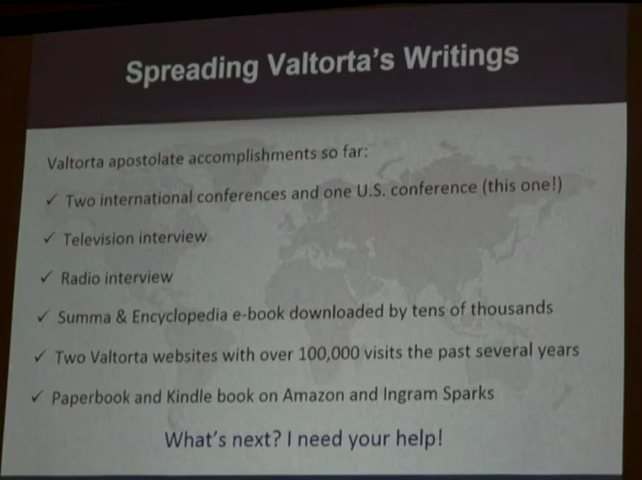 Spreading Valtorta's Writings
Valtorta apostolate accomplishments so far:
✓ Two international conferences and one U.S. conference (this one!)
✓ Television interview
✓ Radio interview
✓ Summa & Encyclopedia e-book downloaded by tens of thousands
✓ Two Valtorta websites with over 100,000 visits the past several years
✓ Paperbook and Kindle book on Amazon and Ingram Sparks
What's next? I need your help!